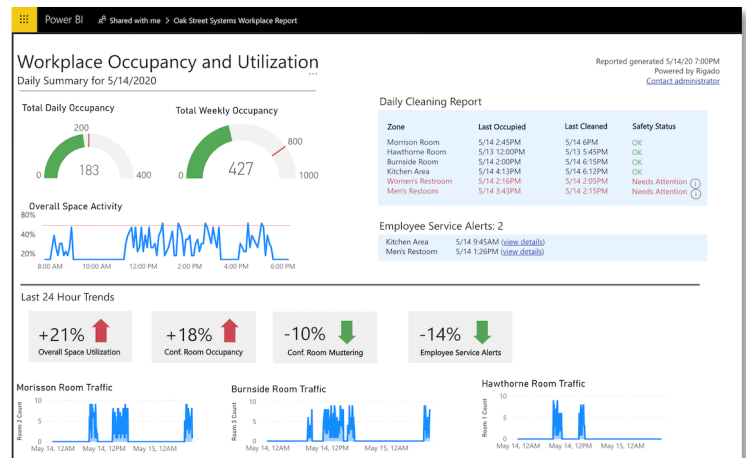 Power BI Shared with me > Oak Street Systems Workplace Report
Workplace Occupancy and Utilization
...
Daily Summary for 5/14/2020
Reported generated 5/14/20 7:00PM
Powered by Rigado
Contact administrator
Total Daily Occupancy
200
183
0
400
Total Weekly Occupancy
800
427
0
1000
Overall Space Activity
80%
40%
20%
8:00 AM 10:00 AM 12:00 PM 2:00 PM 4:00 PM 6:00 PM
Daily Cleaning Report
Zone Last Occupied Last Cleaned Safety Status
Morrison Room 5/14 2:45PM 5/14 6PM OK
Hawthorne Room 5/13 12:00PM 5/13 5:45PM OK
Burnside Room 5/14 2:00PM 5/14 6:15PM OK
Kitchen Area 5/14 4:13PM 5/14 6:12PM OK
Women's Restroom 5/14 2:16PM 5/14 2:05PM Needs Attention i
Men's Restroom 5/14 3:43PM 5/14 2:15PM Needs Attention i
Employee Service Alerts: 2
Kitchen Area 5/14 9:45AM (view details)
Men's Restoom 5/14 1:26PM (view details)
Last 24 Hour Trends
+21%
Overall Space Utilization
+18%
Conf. Room Occupancy
-10%
Conf. Room Mustering
-14%
Employee Service Alerts
Morisson Room Traffic
Room 2 Count
10
5
0
May 14, 12AM May 14, 12PM May 15, 12AM
Burnside Room Traffic
Room 3 Count
10
5
0
May 14, 12AM May 14, 12PM May 15, 12AM
Hawthorne Room Traffic
Room 1 Count
10
5
0
May 14, 12AM May 14, 12PM May 15, 12AM